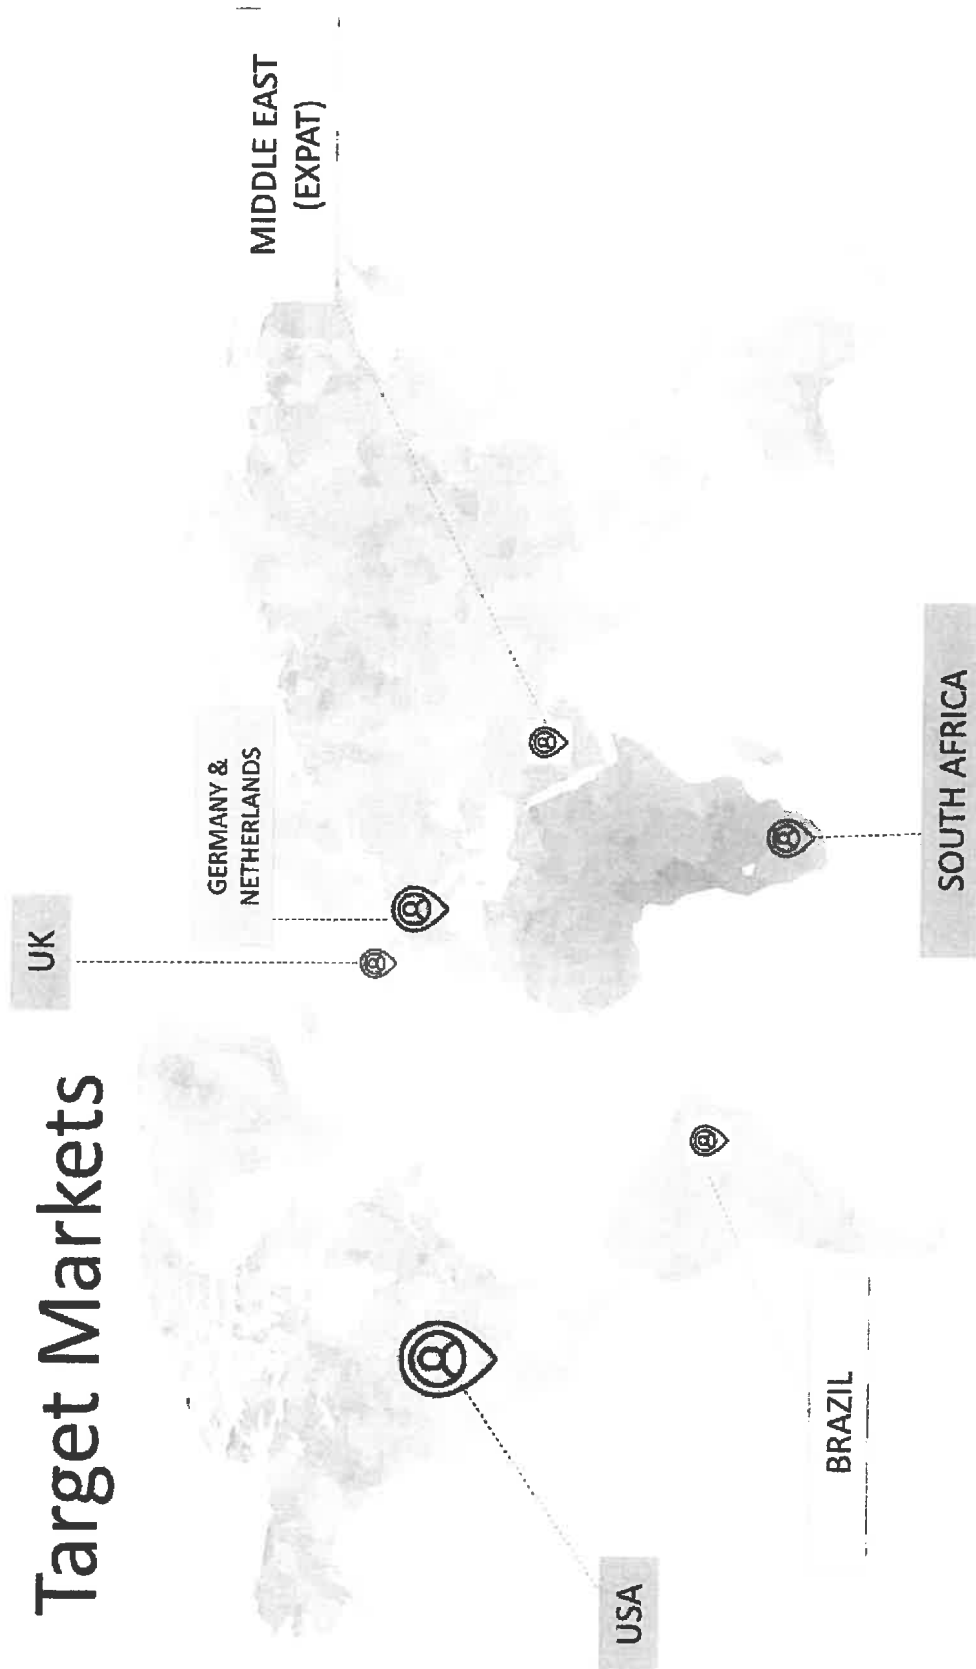 Target Markets
UK
GERMANY &
NETHERLANDS
MIDDLE EAST
(EXPAT)
USA
BRAZIL
SOUTH AFRICA